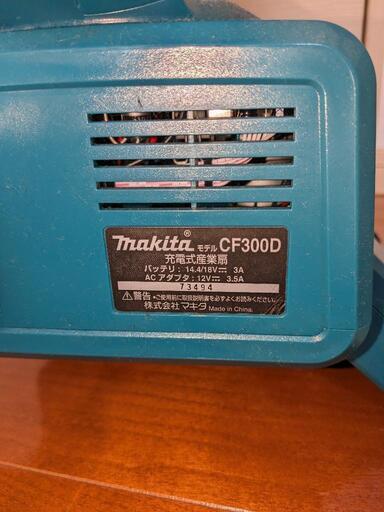 makita® モデル CF300D
充電式産業扇
バッテリ: 14.4/18V ⎓ 3A
ACアダプタ: 12V ⎓ 3.5A
73494
⚠警告 ●ご使用前に取扱説明書を必ずよくお読みください。
株式会社マキタ Made in China.